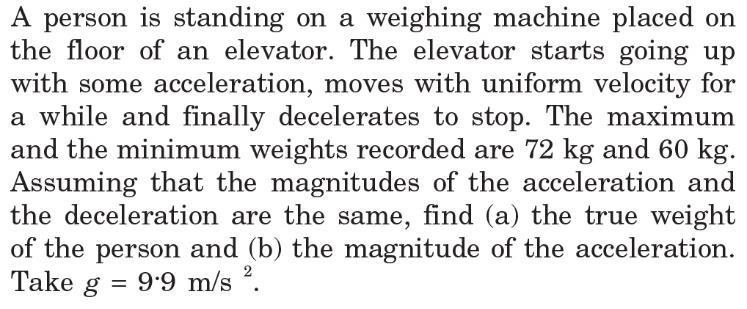 A person is standing on a weighing machine placed on
the floor of an elevator. The elevator starts going up
with some acceleration, moves with uniform velocity for
a while and finally decelerates to stop. The maximum
and the minimum weights recorded are 72 kg and 60 kg.
Assuming that the magnitudes of the acceleration and
the deceleration are the same, find (a) the true weight
of the person and (b) the magnitude of the acceleration.
Take g = 9·9 m/s ².